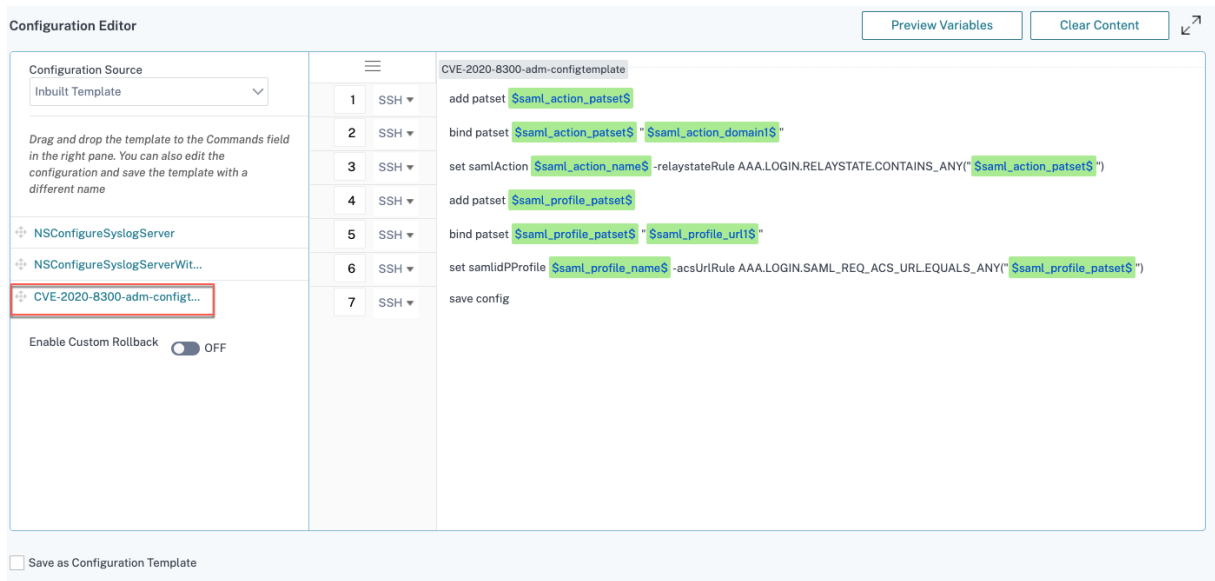 Configuration Editor
Preview Variables
Clear Content
Configuration Source
Inbuilt Template
Drag and drop the template to the Commands field
in the right pane. You can also edit the
configuration and save the template with a
different name
NSConfigureSyslogServer
NSConfigureSyslogServerWit...
CVE-2020-8300-adm-configt...
Enable Custom Rollback OFF
CVE-2020-8300-adm-configtemplate
1 SSH add patset $saml_action_patset$
2 SSH bind patset $saml_action_patset$ "$saml_action_domain1$"
3 SSH set samlAction $saml_action_name$ -relaystateRule AAA.LOGIN.RELAYSTATE.CONTAINS_ANY("$saml_action_patset$")
4 SSH add patset $saml_profile_patset$
5 SSH bind patset $saml_profile_patset$ "$saml_profile_url1$"
6 SSH set samlidPProfile $saml_profile_name$ -acsUrlRule AAA.LOGIN.SAML_REQ_ACS_URL.EQUALS_ANY("$saml_profile_patset$")
7 SSH save config
Save as Configuration Template